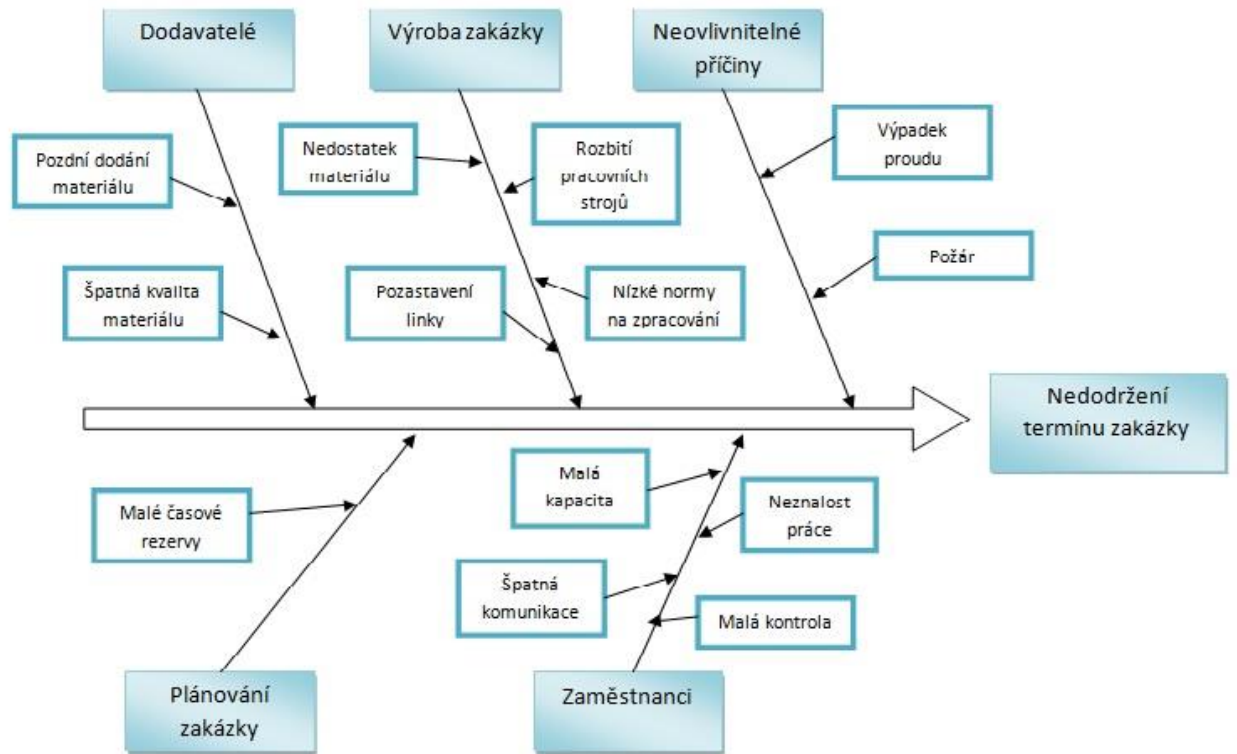 Dodavatelé
Výroba zakázky
Neovlivnitelné
příčiny
Pozdní dodání
materiálu
Nedostatek
materiálu
Rozbití
pracovních
strojů
Výpadek
proudu
Špatná kvalita
materiálu
Pozastavení
linky
Nízké normy
na zpracování
Požár
Nedodržení
termínu zakázky
Malé časové
rezervy
Malá
kapacita
Neznalost
práce
Špatná
komunikace
Malá kontrola
Plánování
zakázky
Zaměstnanci